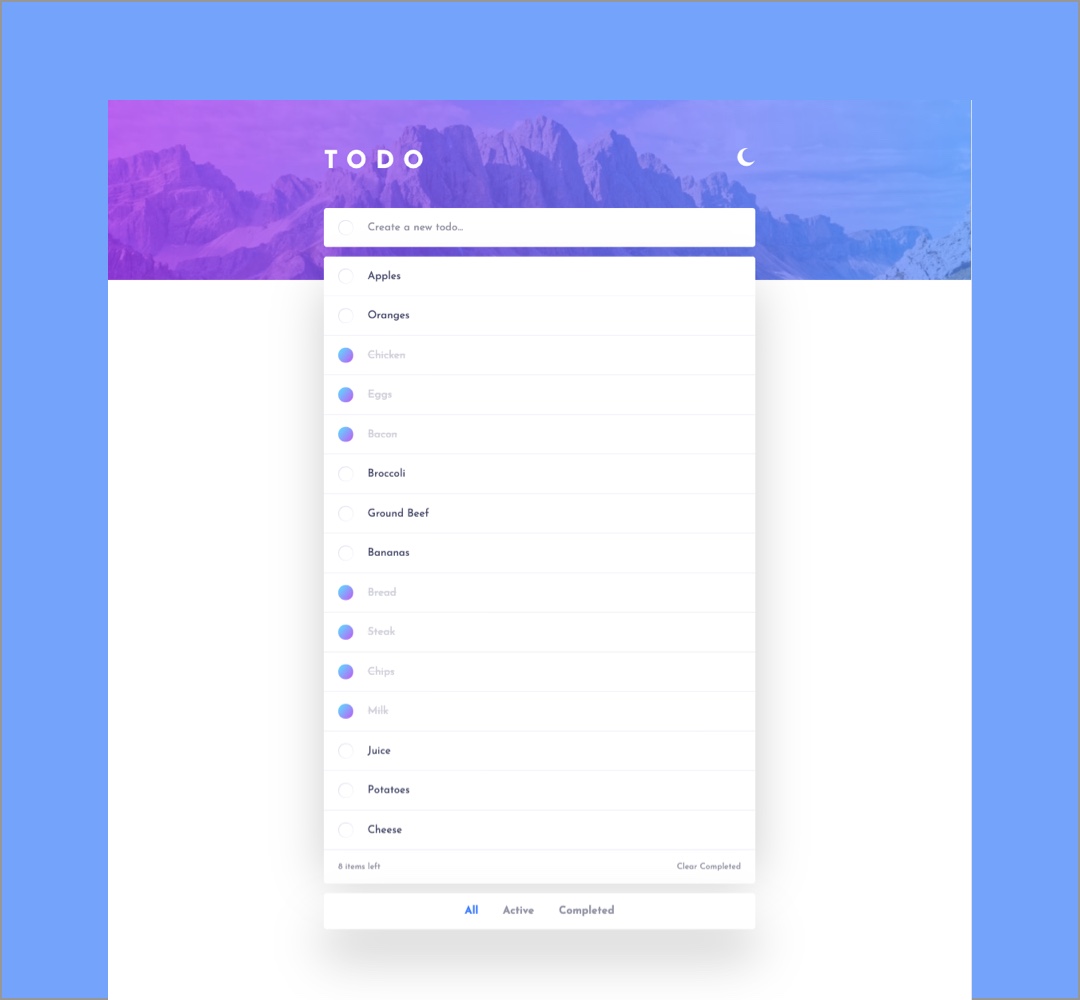 TODO
Create a new todo...
Apples
Oranges
Chicken
Eggs
Bacon
Broccoli
Ground Beef
Bananas
Bread
Steak
Chips
Milk
Juice
Potatoes
Cheese
8 items left Clear Completed
All Active Completed